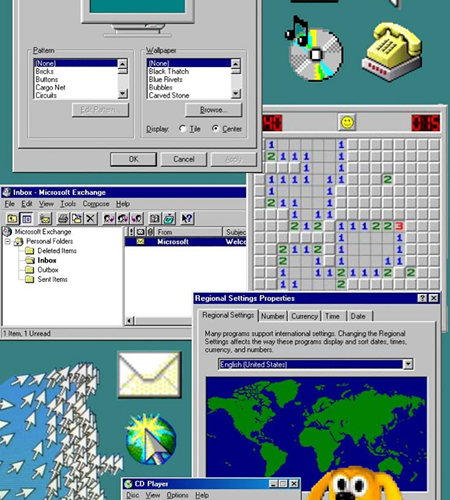 Pattern
Wallpaper
(None)
Bricks
Buttons
Cargo Net
Circuits
(None)
Black Thatch
Blue Rivets
Bubbles
Carved Stone
Edit Pattern...
Browse...
Display:
Tile
Center
OK
Cancel
Apply
Inbox - Microsoft Exchange
File Edit View Tools Compose Help
Microsoft Exchange
Personal Folders
Deleted Items
Inbox
Outbox
Sent Items
From
Subjec
Microsoft
Welco
1 Item, 1 Unread
Regional Settings Properties
Regional Settings
Number
Currency
Time
Date
Many programs support international settings. Changing the Regional
Settings affects the way these programs display and sort dates, times,
currency, and numbers.
English (United States)
CD Player
Disc View Options Help